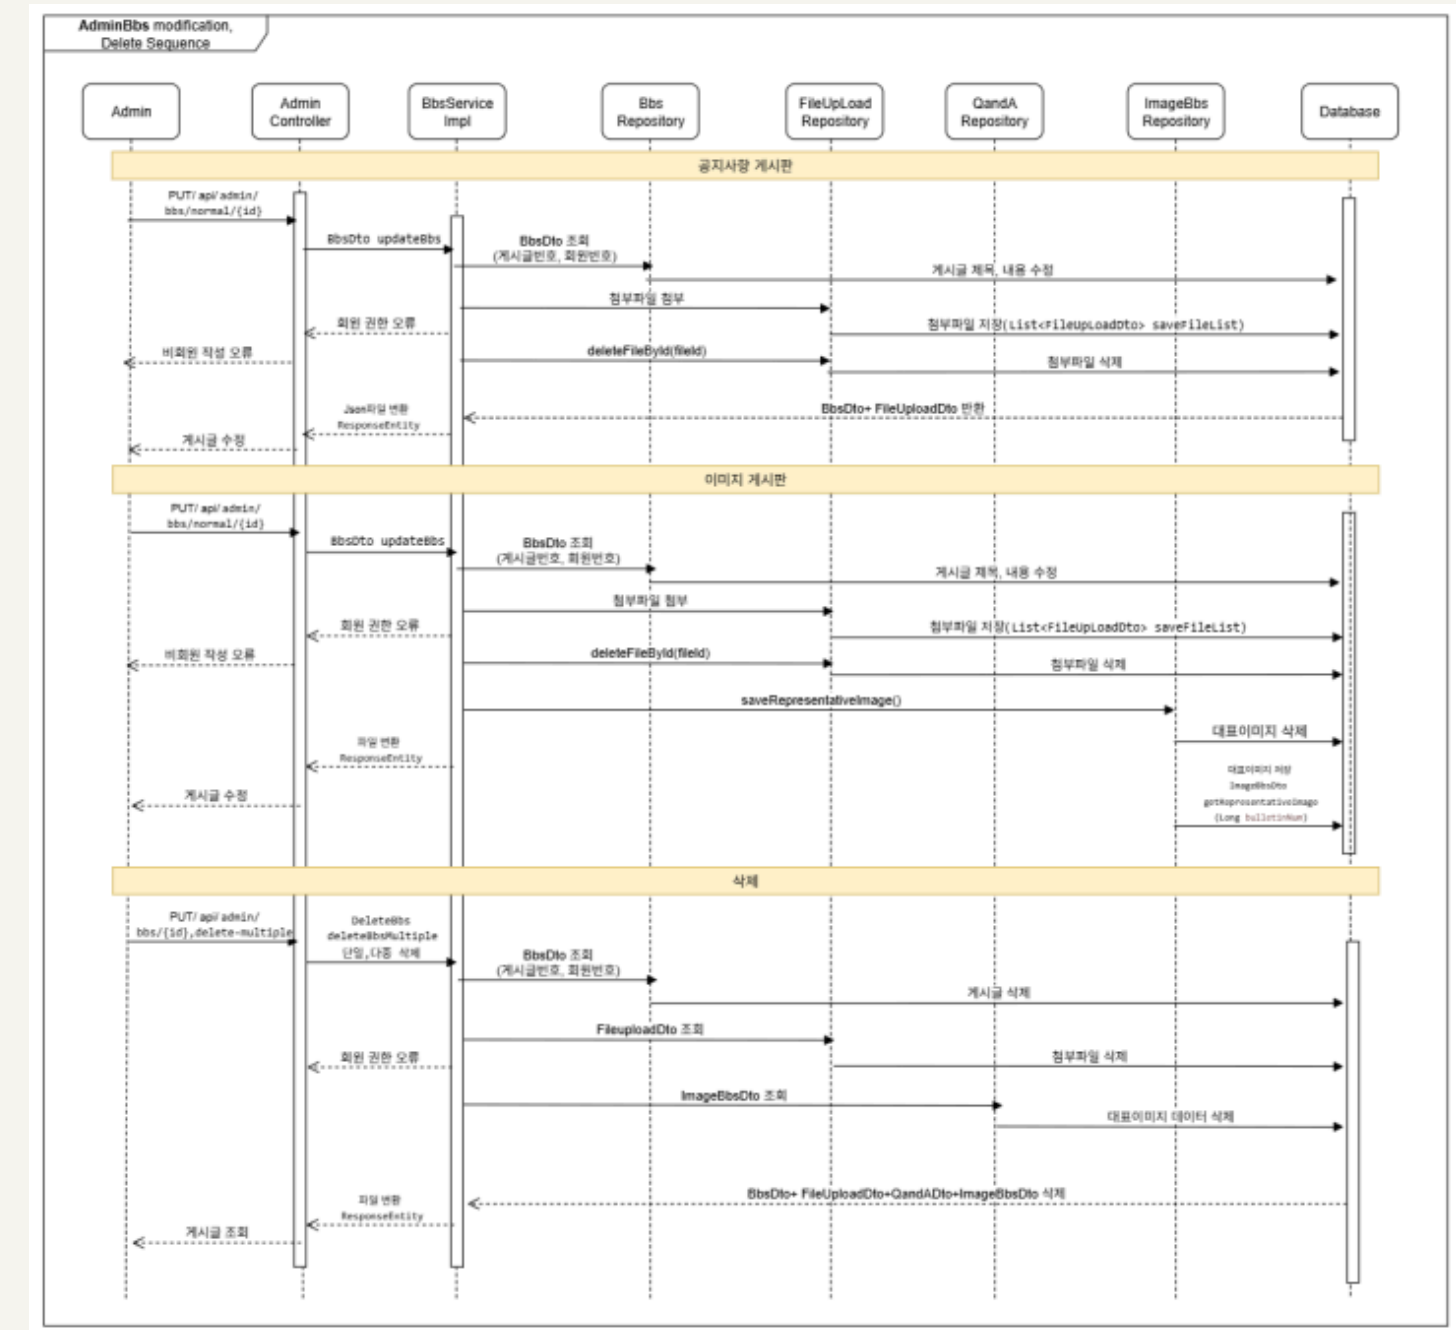 AdminBbs modification,
Delete Sequence
Admin
Admin
Controller
BbsService
Impl
Bbs
Repository
FileUpLoad
Repository
QandA
Repository
ImageBbs
Repository
Database
공지사항 게시판
PUT/ api/ admin/
bbs/normal/{id}
BbsDto updateBbs
BbsDto 조회
(게시글번호, 회원번호)
게시글 제목, 내용 수정
첨부파일 첨부
회원 권한 오류
첨부파일 저장(List<FileUpLoadDto> saveFileList)
비회원 작성 오류
deleteFileById(fileId)
첨부파일 삭제
Json파일 변환
ResponseEntity
BbsDto+ FileUploadDto 반환
게시글 수정
이미지 게시판
PUT/ api/ admin/
bbs/normal/{id}
BbsDto updateBbs
BbsDto 조회
(게시글번호, 회원번호)
게시글 제목, 내용 수정
첨부파일 첨부
회원 권한 오류
첨부파일 저장(List<FileUpLoadDto> saveFileList)
비회원 작성 오류
deleteFileById(fileId)
첨부파일 삭제
saveRepresentativeImage()
대표이미지 삭제
파일 변환
ResponseEntity
대표이미지 저장
ImageBbsDto
getRepresentativeImage
(Long bulletinNum)
게시글 수정
삭제
PUT/ api/ admin/
bbs/{id},delete-multiple
DeleteBbs
deleteBbsMultiple
단일,다중 삭제
BbsDto 조회
(게시글번호, 회원번호)
게시글 삭제
FileuploadDto 조회
회원 권한 오류
첨부파일 삭제
ImageBbsDto 조회
대표이미지 데이터 삭제
BbsDto+ FileUploadDto+QandADto+ImageBbsDto 삭제
파일 변환
ResponseEntity
게시글 조회